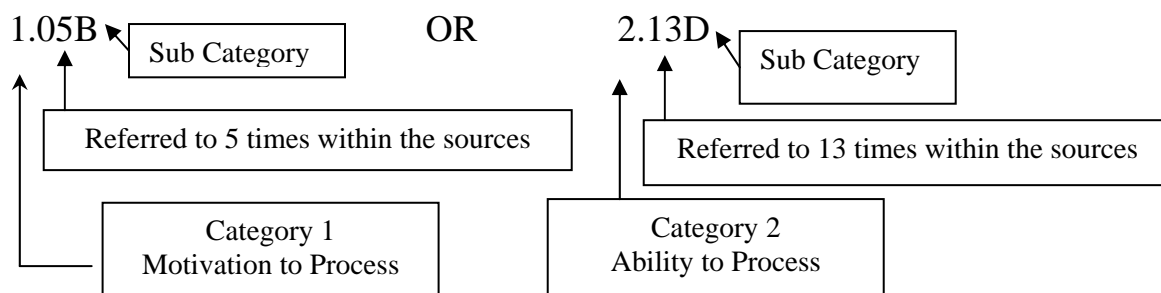 1.05B OR 2.13D
Sub Category
Sub Category
Referred to 5 times within the sources
Referred to 13 times within the sources
Category 1
Motivation to Process
Category 2
Ability to Process